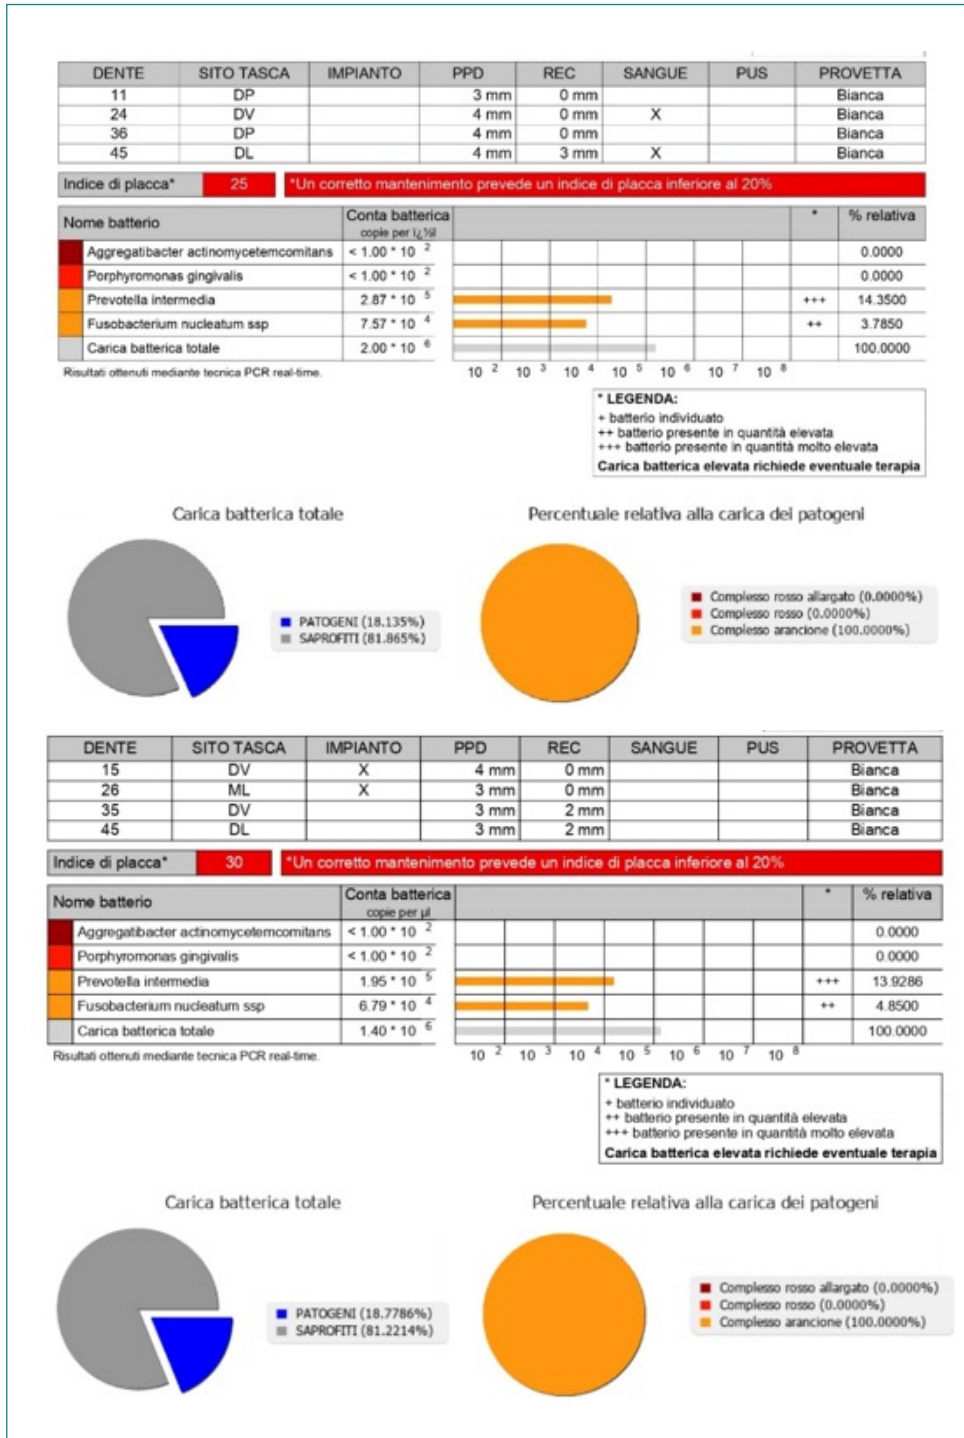 DENTE SITO TASCA IMPIANTO PPD REC SANGUE PUS PROVETTA
11 DP 3 mm 0 mm Bianca
24 DV 4 mm 0 mm X Bianca
36 DP 4 mm 0 mm Bianca
45 DL 4 mm 3 mm X Bianca
Indice di placca* 25 *Un corretto mantenimento prevede un indice di placca inferiore al 20%
Nome batterio Conta batterica copie per ï¿½l * % relativa
Aggregatibacter actinomycetemcomitans < 1.00 * 10 2 0.0000
Porphyromonas gingivalis < 1.00 * 10 2 0.0000
Prevotella intermedia 2.87 * 10 5 +++ 14.3500
Fusobacterium nucleatum ssp 7.57 * 10 4 ++ 3.7850
Carica batterica totale 2.00 * 10 6 100.0000
Risultati ottenuti mediante tecnica PCR real-time. 10 2 10 3 10 4 10 5 10 6 10 7 10 8
* LEGENDA:
+ batterio individuato
++ batterio presente in quantità elevata
+++ batterio presente in quantità molto elevata
Carica batterica elevata richiede eventuale terapia
Carica batterica totale
PATOGENI (18.135%)
SAPROFITI (81.865%)
Percentuale relativa alla carica dei patogeni
Complesso rosso allargato (0.0000%)
Complesso rosso (0.0000%)
Complesso arancione (100.0000%)
DENTE SITO TASCA IMPIANTO PPD REC SANGUE PUS PROVETTA
15 DV X 4 mm 0 mm Bianca
26 ML X 3 mm 0 mm Bianca
35 DV 3 mm 2 mm Bianca
45 DL 3 mm 2 mm Bianca
Indice di placca* 30 *Un corretto mantenimento prevede un indice di placca inferiore al 20%
Nome batterio Conta batterica copie per µl * % relativa
Aggregatibacter actinomycetemcomitans < 1.00 * 10 2 0.0000
Porphyromonas gingivalis < 1.00 * 10 2 0.0000
Prevotella intermedia 1.95 * 10 5 +++ 13.9286
Fusobacterium nucleatum ssp 6.79 * 10 4 ++ 4.8500
Carica batterica totale 1.40 * 10 6 100.0000
Risultati ottenuti mediante tecnica PCR real-time. 10 2 10 3 10 4 10 5 10 6 10 7 10 8
* LEGENDA:
+ batterio individuato
++ batterio presente in quantità elevata
+++ batterio presente in quantità molto elevata
Carica batterica elevata richiede eventuale terapia
Carica batterica totale
PATOGENI (18.7786%)
SAPROFITI (81.2214%)
Percentuale relativa alla carica dei patogeni
Complesso rosso allargato (0.0000%)
Complesso rosso (0.0000%)
Complesso arancione (100.0000%)